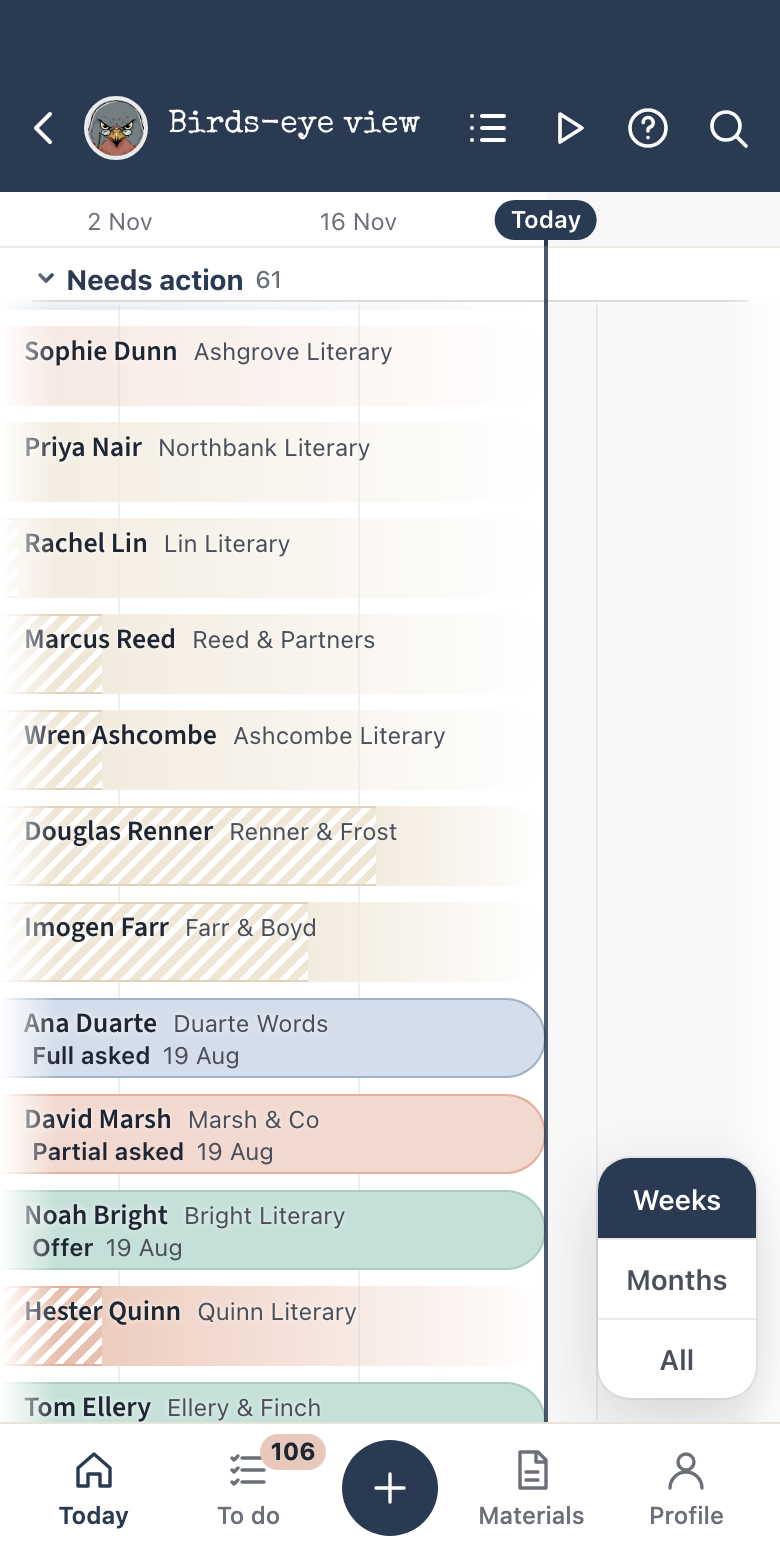 Birds-eye view
2 Nov 16 Nov Today
Needs action 61
Sophie Dunn Ashgrove Literary
Priya Nair Northbank Literary
Rachel Lin Lin Literary
Marcus Reed Reed & Partners
Wren Ashcombe Ashcombe Literary
Douglas Renner Renner & Frost
Imogen Farr Farr & Boyd
Ana Duarte Duarte Words
Full asked 19 Aug
David Marsh Marsh & Co
Partial asked 19 Aug
Noah Bright Bright Literary
Offer 19 Aug
Hester Quinn Quinn Literary
Tom Ellery Ellery & Finch
Weeks
Months
All
106
Today To do Materials Profile